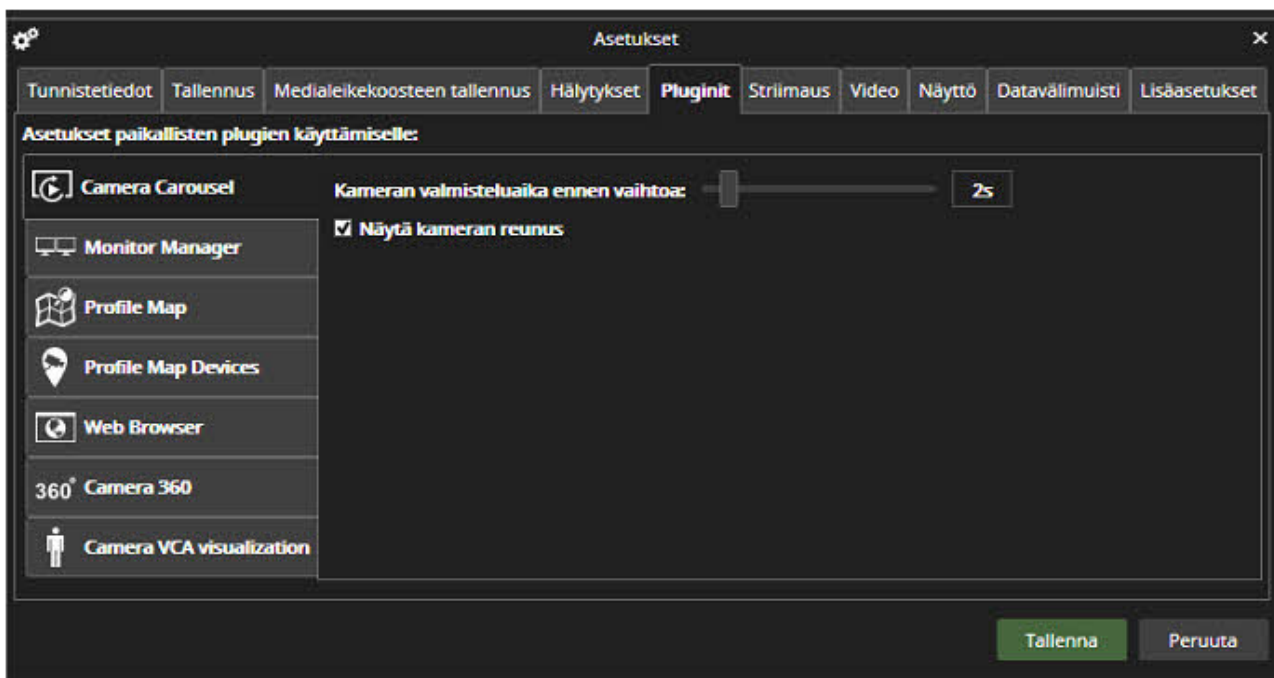 Asetukset
Tunnistetiedot Tallennus Medialeikekoosteen tallennus Hälytykset Pluginit Striimaus Video Näyttö Datavälimuisti Lisäasetukset
Asetukset paikallisten plugien käyttämiselle:
Camera Carousel
Kameran valmisteluaika ennen vaihtoa: 2s
Näytä kameran reunus
Monitor Manager
Profile Map
Profile Map Devices
Web Browser
360° Camera 360
Camera VCA visualization
Tallenna Peruuta